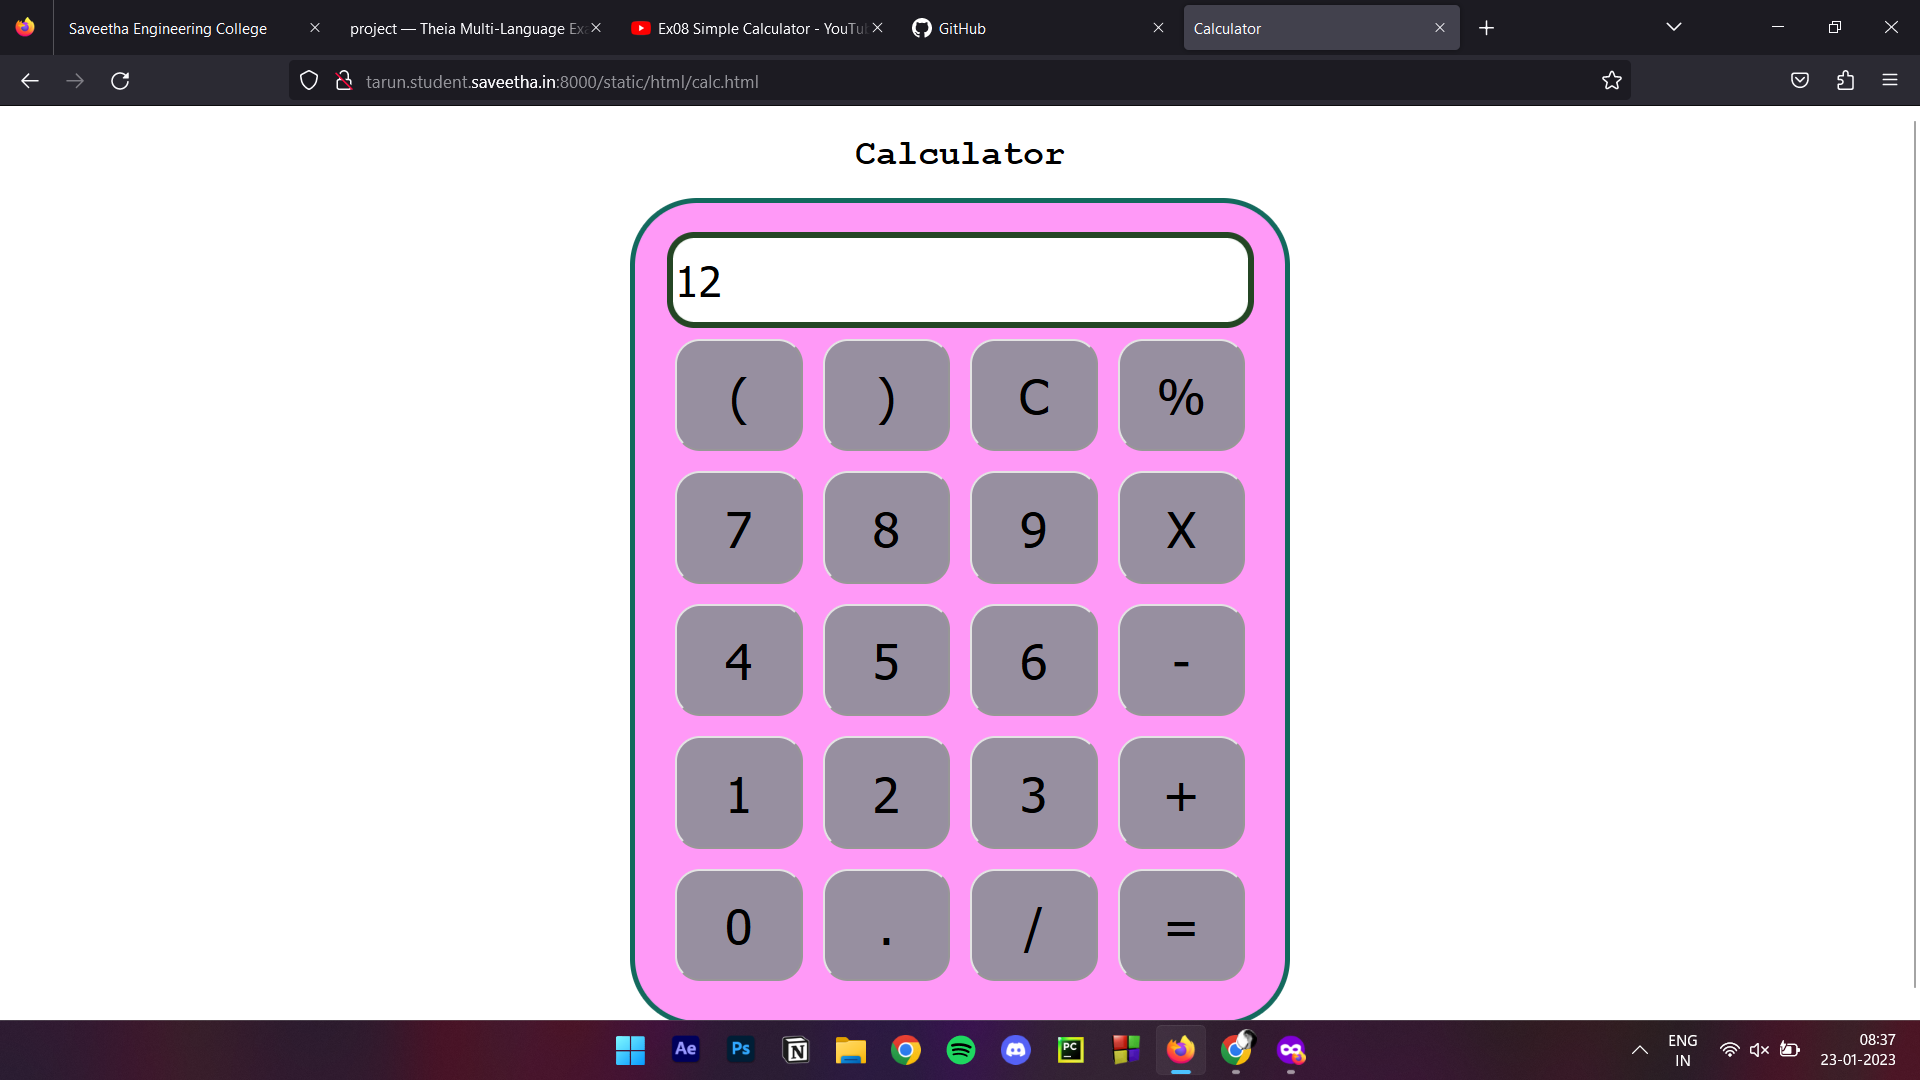 Saveetha Engineering College
project — Theia Multi-Language Ex
Ex08 Simple Calculator - YouTu
GitHub
Calculator
tarun.student.saveetha.in:8000/static/html/calc.html
Calculator
12
( ) C %
7 8 9 X
4 5 6 -
1 2 3 +
0 . / =
Ae
Ps
N
PC
ENG
IN
08:37
23-01-2023